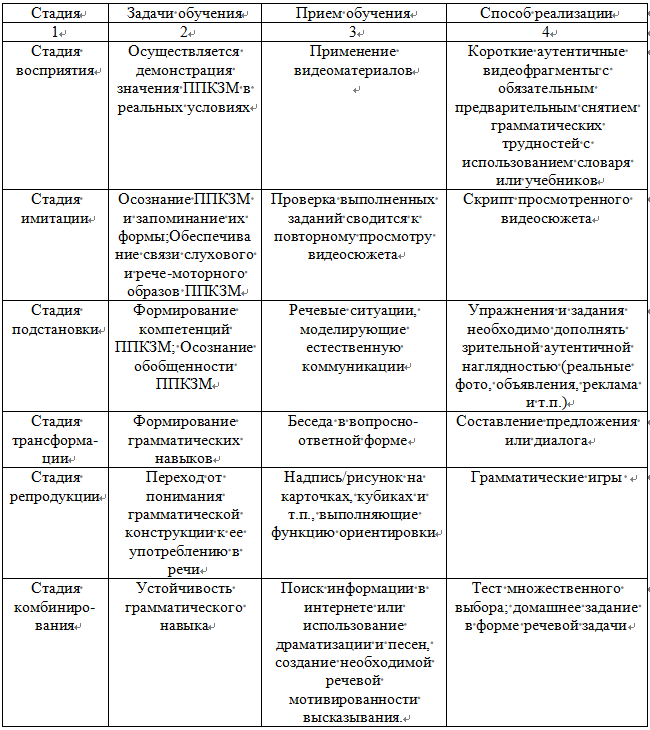 Стадия
Задачи обучения
Прием обучения
Способ реализации
1
2
3
4
Стадия
восприятия
Осуществляется
демонстрация
значения ППКЗМ в
реальных условиях
Применение
видеоматериалов
Короткие аутентичные
видеофрагменты с
обязательным
предварительным снятием
грамматических
трудностей с
использованием словаря
или учебников
Стадия
имитации
Осознание ППКЗМ
и запоминание их
формы;Обеспечива
ние связи слухового
и рече-моторного
образов ППКЗМ
Проверка выполненных
заданий сводится к
повторному просмотру
видеосюжета
Скрипт просмотренного
видеосюжета
Стадия
подстановки
Формирование
компетенций
ППКЗМ; Осознание
обобщенности
ППКЗМ
Речевые ситуации,
моделирующие
естественную
коммуникации
Упражнения и задания
необходимо дополнять
зрительной аутентичной
наглядностью (реальные
фото, объявления, реклама
и т.п.)
Стадия
трансформа-
ции
Формирование
грамматических
навыков
Беседа в вопросно-
ответной форме
Составление предложения
или диалога
Стадия
репродукции
Переход от
понимания
грамматической
конструкции к ее
употреблению в
речи
Надпись/рисунок на
карточках, кубиках и
т.п., выполняющие
функцию ориентировки
Грамматические игры
Стадия
комбиниро-
вания
Устойчивость
грамматического
навыка
Поиск информации в
интернете или
использование
драматизации и песен,
создание необходимой
речевой
мотивированности
высказывания.
Тест множественного
выбора; домашнее задание
в форме речевой задачи